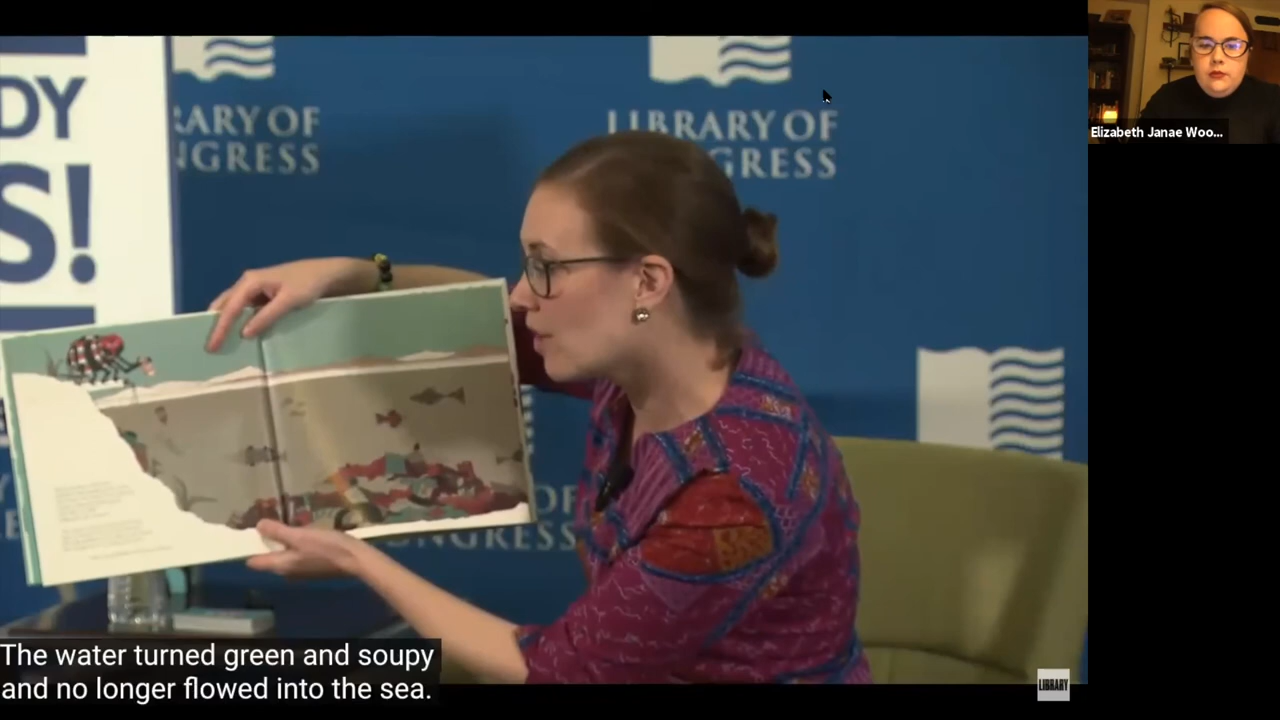 DY
S!
RARY OF
NGRESS
LIBRARY OF
NGRESS
OF
ONGRESS
The water turned green and soupy
and no longer flowed into the sea.
LIBRARY
Elizabeth Janae Woo...